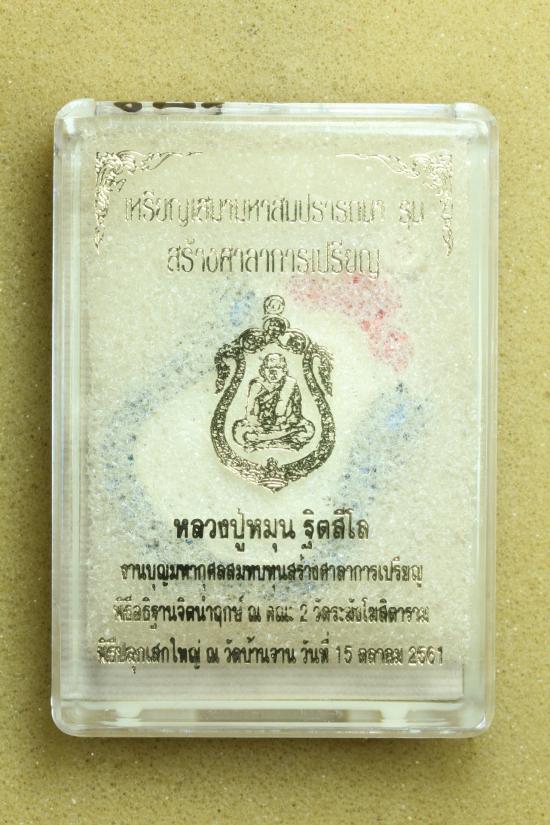 เหรียญเสมามหาสมปรารถนา รุ่น
สร้างศาลาการเปรียญ
หลวงปู่หมุน ฐิตสีโล
งานบุญมหากุศลสมทบทุนสร้างศาลาการเปรียญ
พิธีอธิฐานจิตนำฤกษ์ ณ คณะ 2 วัดระฆังโฆสิตาราม
พิธีปลุกเสกใหญ่ ณ วัดบ้านจาน วันที่ 15 ตุลาคม 2561